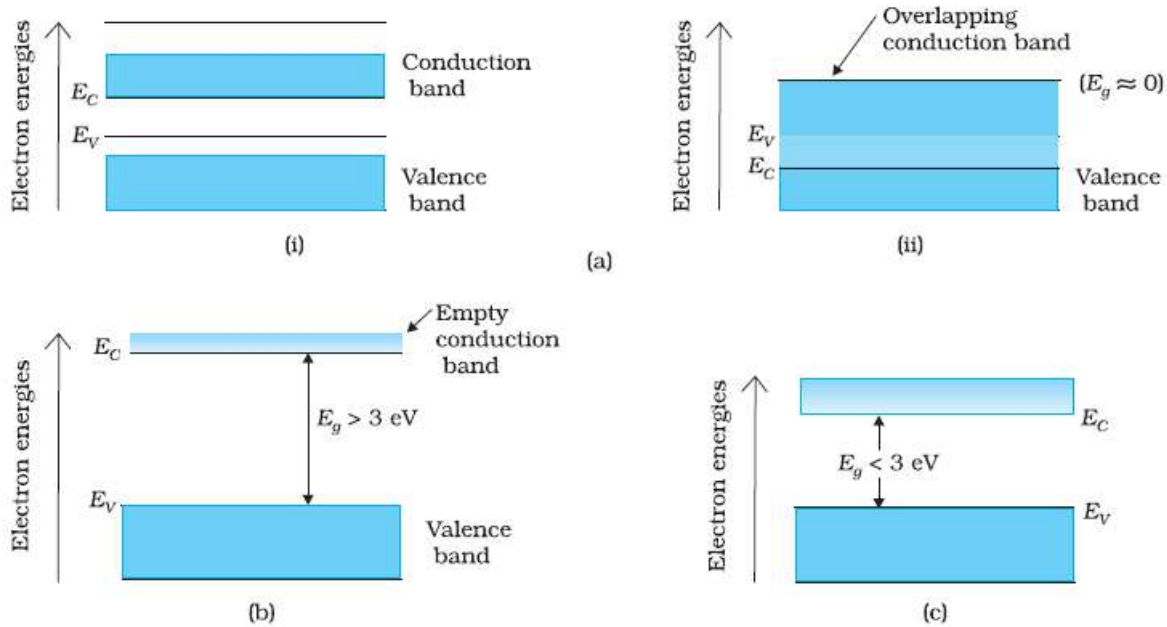 Electron energies
Conduction
band
E_C
E_V
Valence
band
(i)
Electron energies
Overlapping
conduction band
(E_g ≈ 0)
E_V
E_C
Valence
band
(ii)
(a)
Electron energies
Empty
conduction
band
E_C
E_g > 3 eV
E_V
Valence
band
(b)
Electron energies
E_C
E_g < 3 eV
E_V
(c)